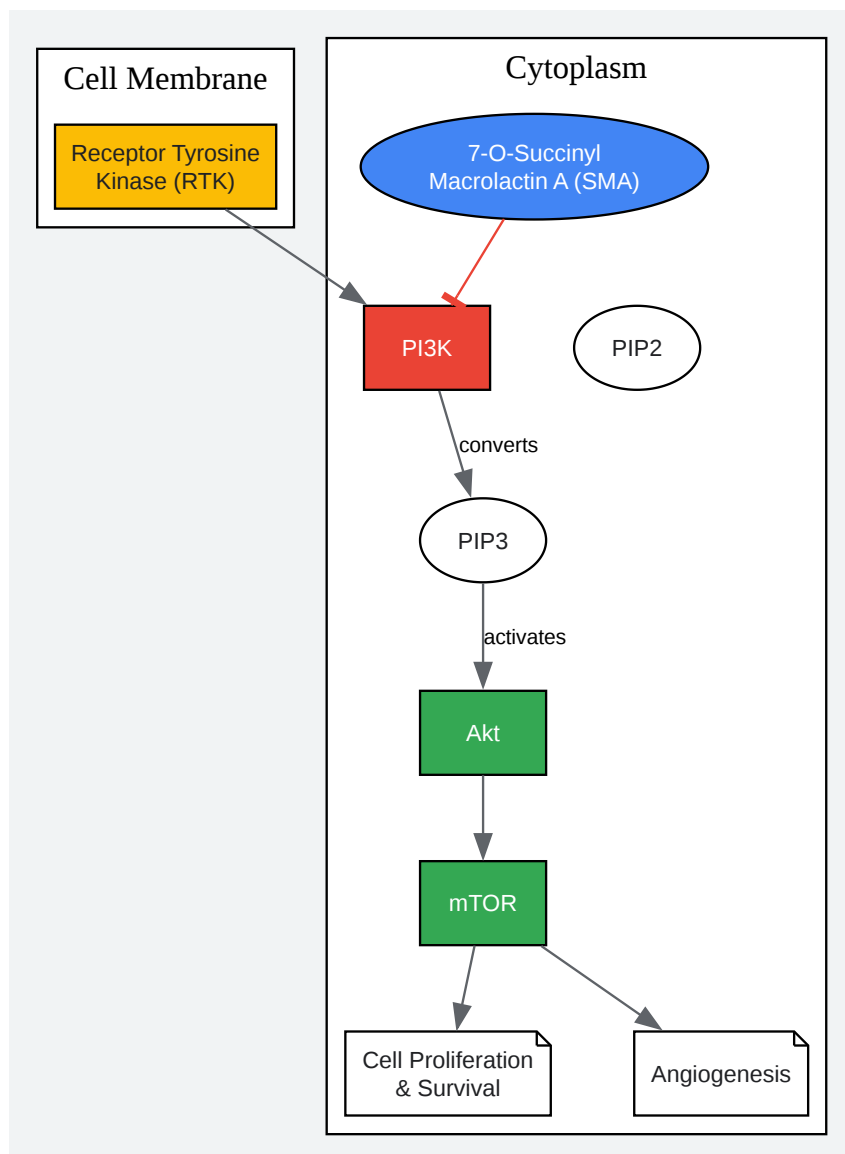 Cell Membrane
Receptor Tyrosine
Kinase (RTK)
Cytoplasm
7-O-Succinyl
Macrolactin A (SMA)
PI3K
PIP2
converts
PIP3
activates
Akt
mTOR
Cell Proliferation
& Survival
Angiogenesis